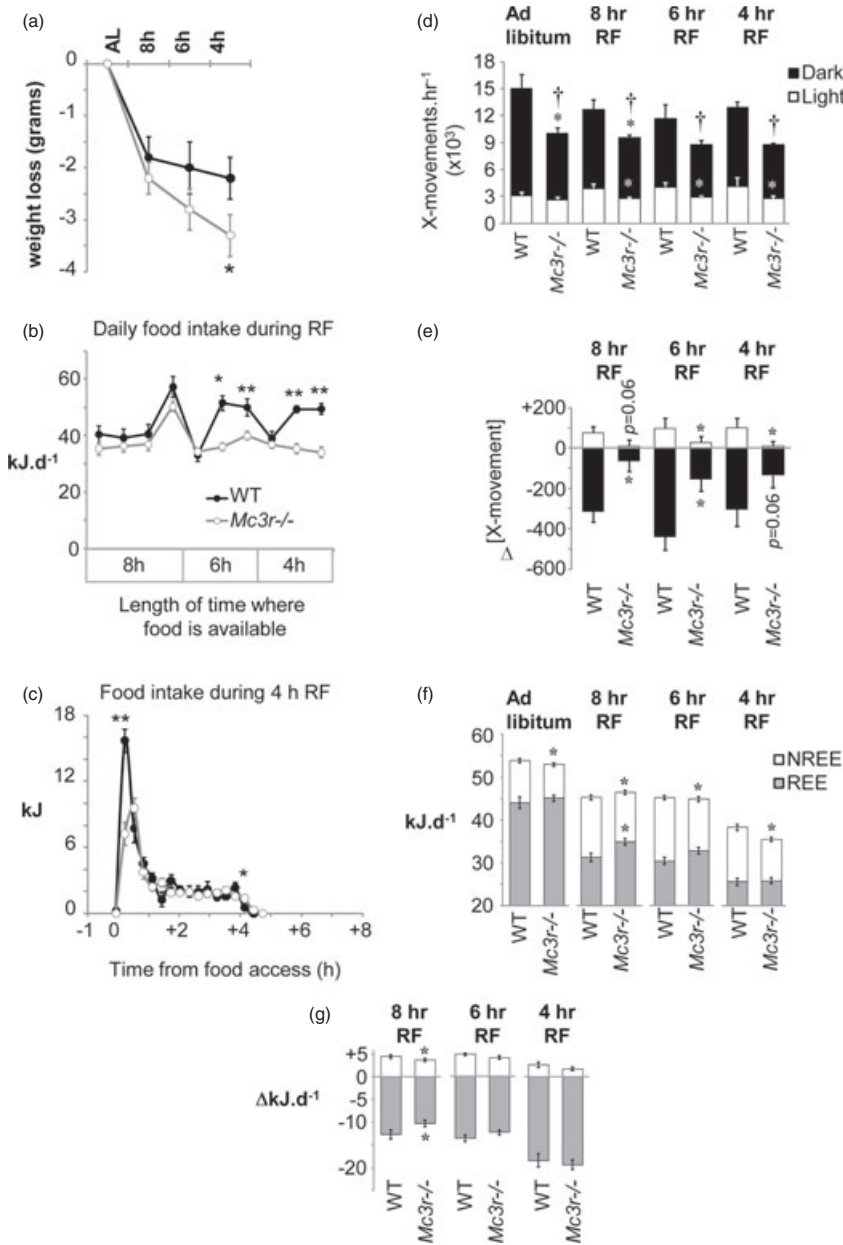 (a)
AL
8h
6h
4h
0
-1
-2
-3
-4
weight loss (grams)
*
(b)
Daily food intake during RF
60
40
20
0
kJ.d-1
* ** ** **
WT
Mc3r-/-
8h 6h 4h
Length of time where
food is available
(c)
Food intake during 4 h RF
18
12
6
0
kJ
**
*
-1 0 +2 +4 +6 +8
Time from food access (h)
(d)
Ad
libitum
8 hr
RF
6 hr
RF
4 hr
RF
Dark
Light
18
15
12
9
6
3
0
X-movements.hr-1
(x103)
† † † †
* * * *
* * *
WT Mc3r-/- WT Mc3r-/- WT Mc3r-/- WT Mc3r-/-
(e)
8 hr
RF
6 hr
RF
4 hr
RF
+200
0
-200
-400
-600
Δ [X-movement]
p=0.06
* *
* *
p=0.06
WT Mc3r-/- WT Mc3r-/- WT Mc3r-/-
(f)
Ad
libitum
8 hr
RF
6 hr
RF
4 hr
RF
NREE
REE
60
50
40
30
20
kJ.d-1
* * * *
*
WT Mc3r-/- WT Mc3r-/- WT Mc3r-/- WT Mc3r-/-
(g)
8 hr
RF
6 hr
RF
4 hr
RF
+5
0
-5
-10
-20
ΔkJ.d-1
*
*
WT Mc3r-/- WT Mc3r-/- WT Mc3r-/-